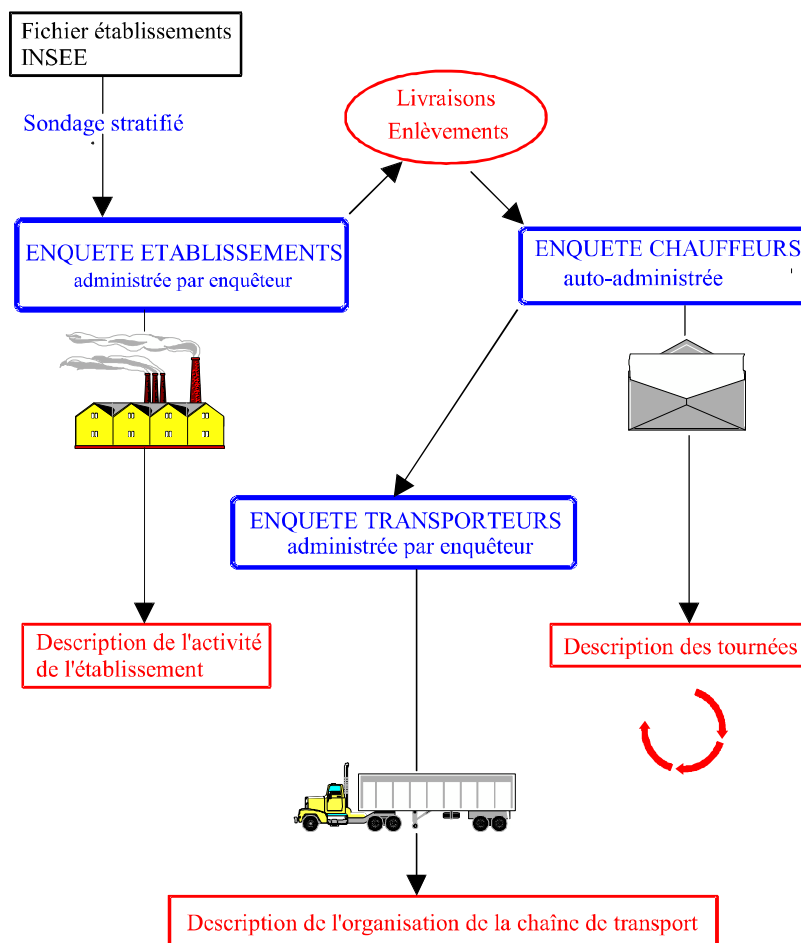 Fichier établissements
INSEE
Sondage stratifié
Livraisons
Enlèvements
ENQUETE ETABLISSEMENTS
administrée par enquêteur
ENQUETE CHAUFFEURS
auto-administrée
ENQUETE TRANSPORTEURS
administrée par enquêteur
Description de l'activité
de l'établissement
Description des tournées
Description de l'organisation de la chaîne de transport